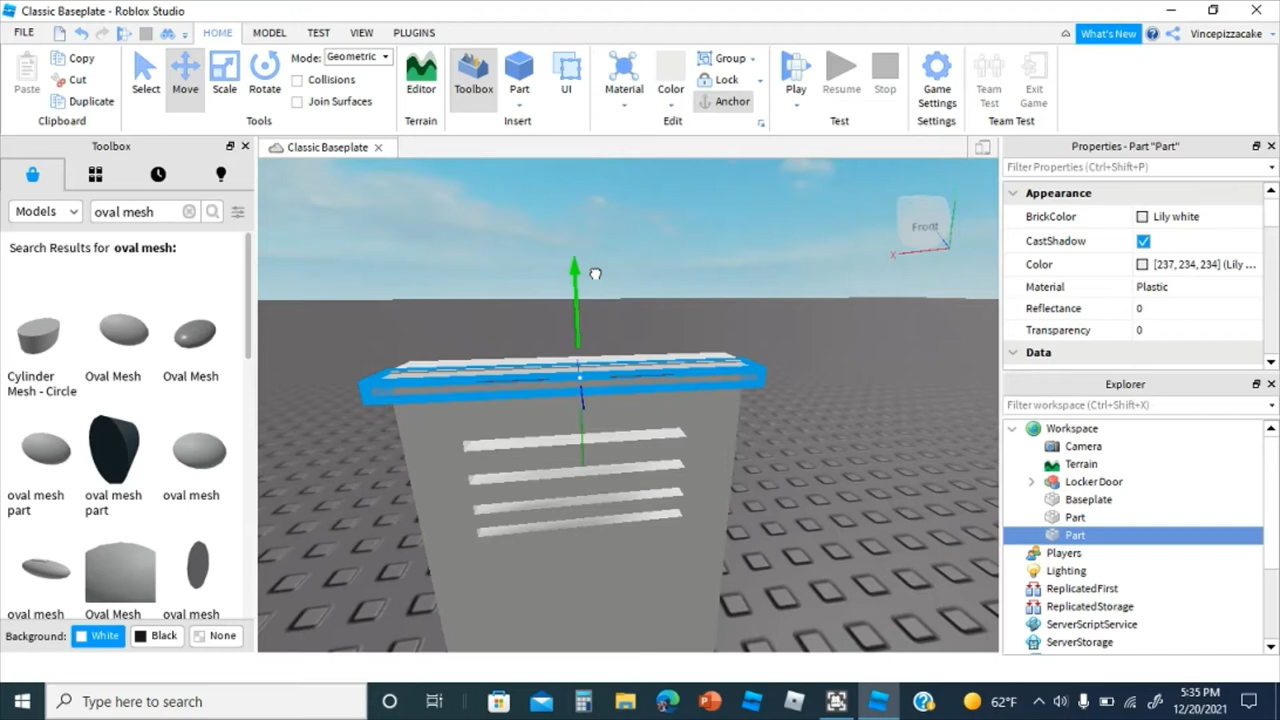 Classic Baseplate - Roblox Studio
FILE HOME MODEL TEST VIEW PLUGINS What's New Vincepizzacake
Paste Copy Cut Duplicate Clipboard
Select Move Scale Rotate Mode: Geometric Collisions Join Surfaces Tools
Editor Terrain
Toolbox Part UI Insert
Material Color Group Lock Anchor Edit
Play Resume Stop Test
Game Settings Settings
Team Test Exit Game Team Test
Toolbox
Models oval mesh
Search Results for oval mesh:
Cylinder Mesh - Circle
Oval Mesh
Oval Mesh
oval mesh part
oval mesh part
oval mesh
oval mesh
Oval Mesh
oval mesh
Background: White Black None
Classic Baseplate
Front
X
Properties - Part "Part"
Filter Properties (Ctrl+Shift+P)
Appearance
BrickColor Lily white
CastShadow
Color [237, 234, 234] (Lily ...
Material Plastic
Reflectance 0
Transparency 0
Data
Explorer
Filter workspace (Ctrl+Shift+X)
Workspace
Camera
Terrain
Locker Door
Baseplate
Part
Part
Players
Lighting
ReplicatedFirst
ReplicatedStorage
ServerScriptService
ServerStorage
Type here to search
62°F
5:35 PM
12/20/2021